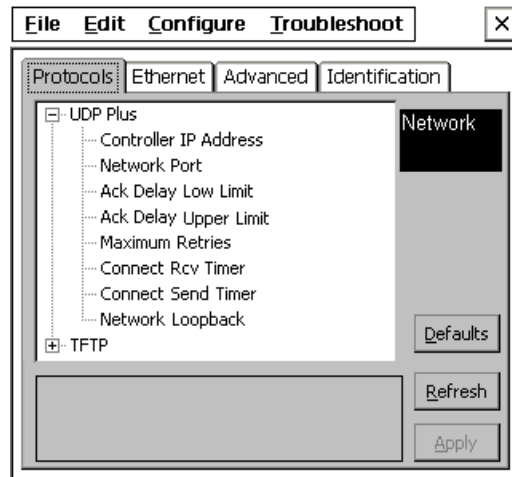 File Edit Configure Troubleshoot ×
Protocols Ethernet Advanced Identification
UDP Plus
Controller IP Address
Network Port
Ack Delay Low Limit
Ack Delay Upper Limit
Maximum Retries
Connect Rcv Timer
Connect Send Timer
Network Loopback
TFTP
Network
Defaults
Refresh
Apply